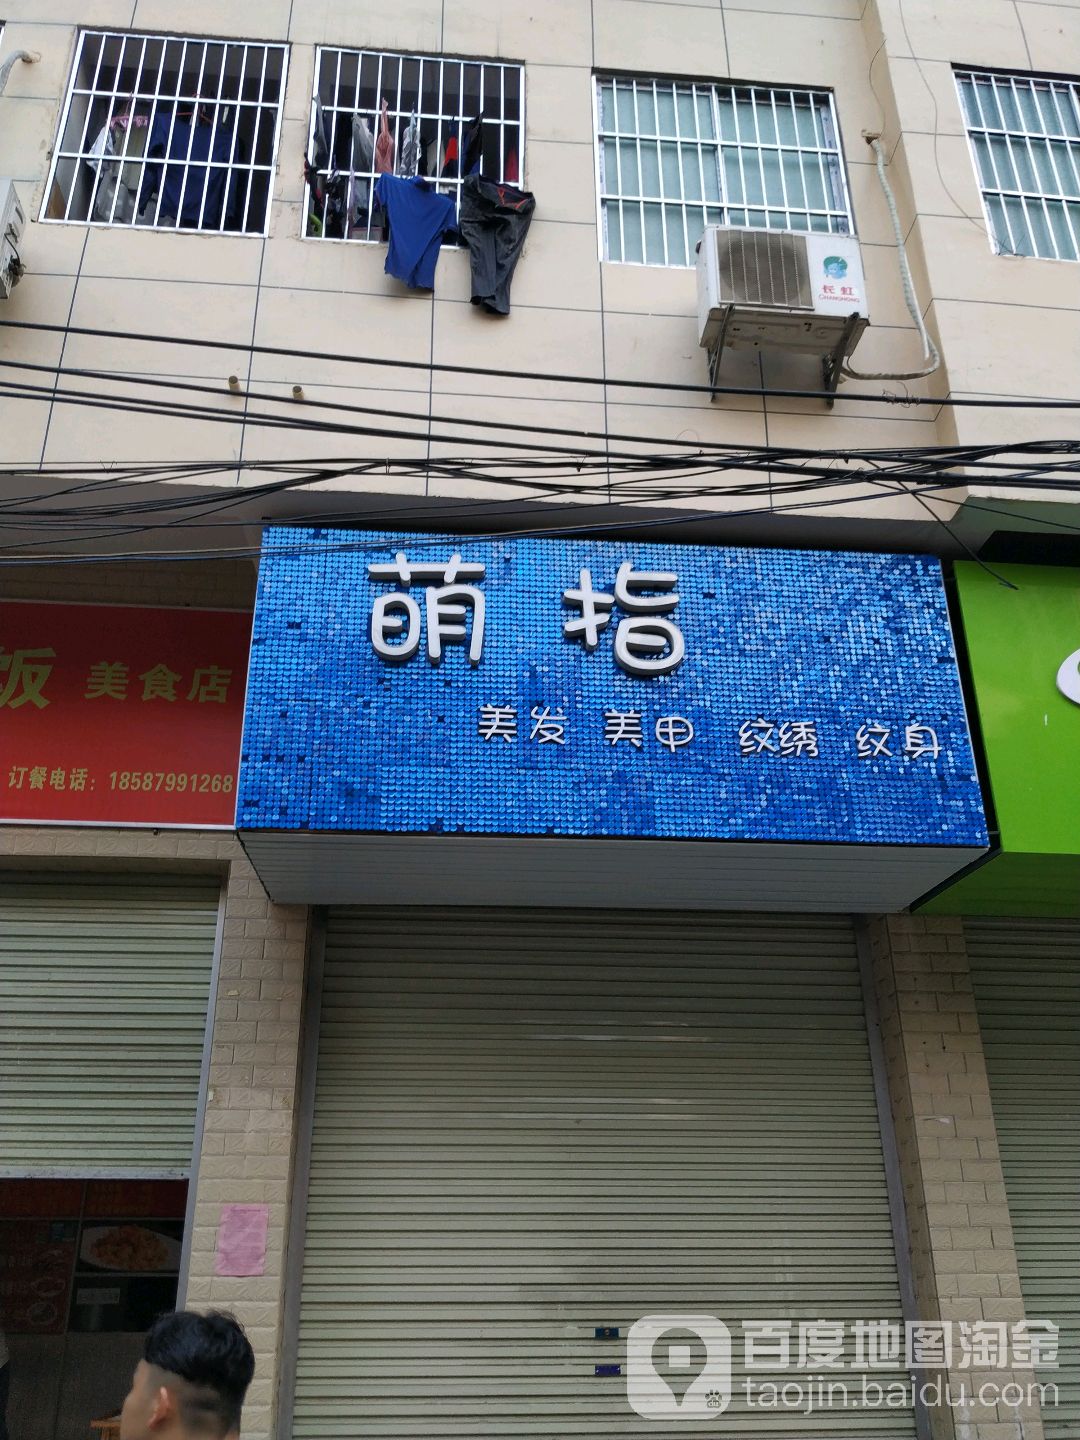 长虹
CHANGHONG
萌指
美发 美甲 纹绣 纹身
饭 美食店
订餐电话：18587991268
百度地图淘金
taojin.baidu.com